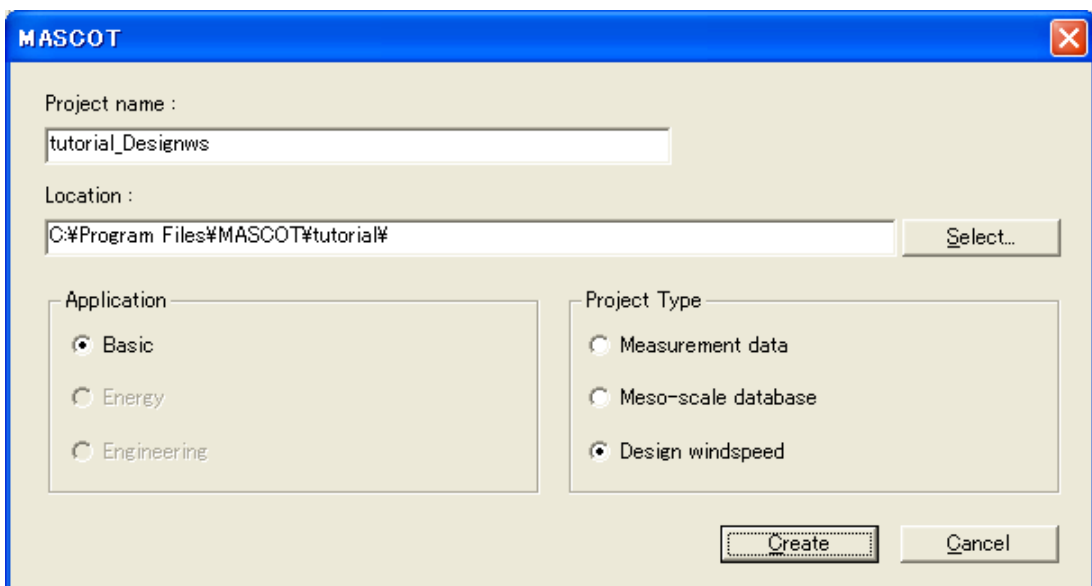 MASCOT
Project name :
tutorial_Designws
Location :
C:¥Program Files¥MASCOT¥tutorial¥
Select...
Application
Basic
Energy
Engineering
Project Type
Measurement data
Meso-scale database
Design windspeed
Create
Cancel